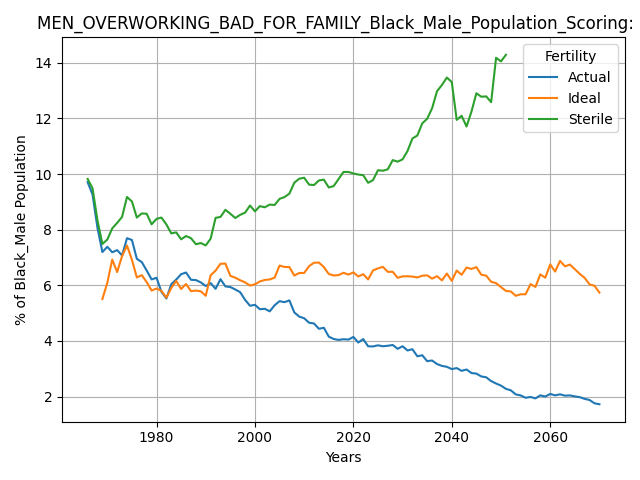 MEN_OVERWORKING_BAD_FOR_FAMILY_Black_Male_Population_Scoring:
Fertility
Actual
Ideal
Sterile
% of Black_Male Population
14
12
10
8
6
4
2
1980
2000
2020
2040
2060
Years